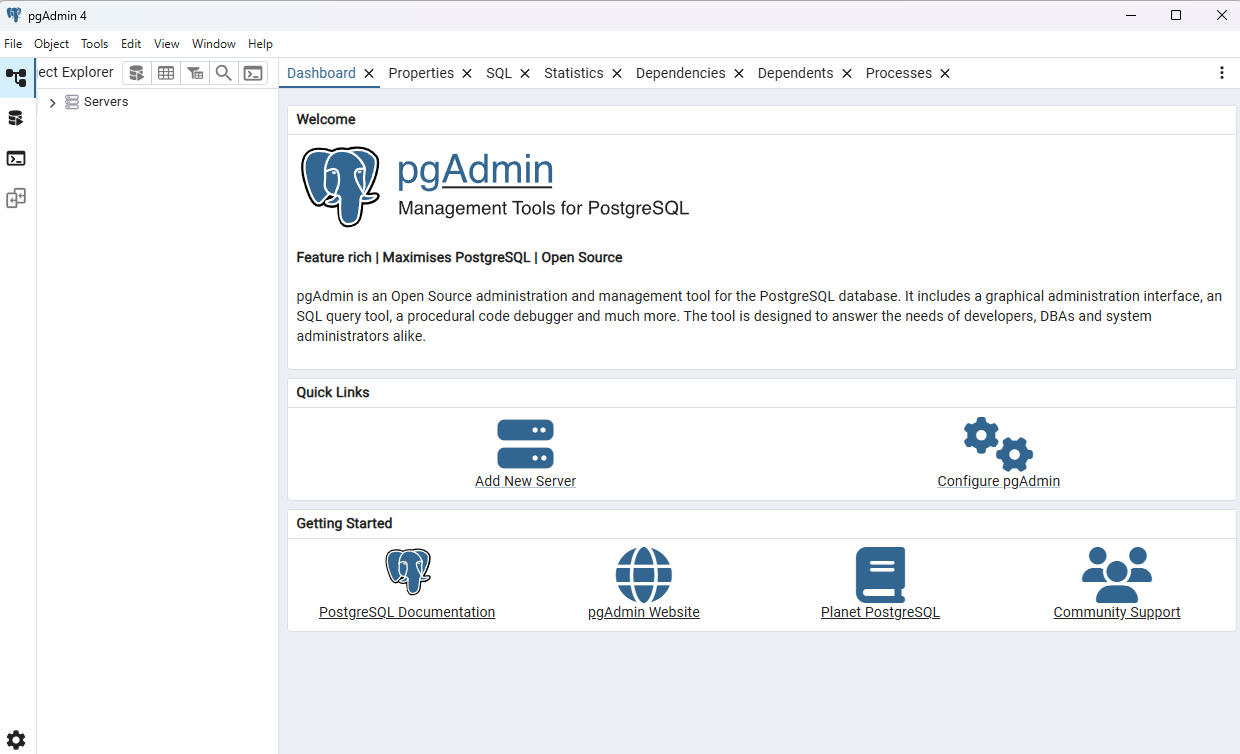 pgAdmin 4
File Object Tools Edit View Window Help
ect Explorer
Dashboard Properties SQL Statistics Dependencies Dependents Processes
Servers
Welcome
pgAdmin
Management Tools for PostgreSQL
Feature rich | Maximises PostgreSQL | Open Source
pgAdmin is an Open Source administration and management tool for the PostgreSQL database. It includes a graphical administration interface, an
SQL query tool, a procedural code debugger and much more. The tool is designed to answer the needs of developers, DBAs and system
administrators alike.
Quick Links
Add New Server
Configure pgAdmin
Getting Started
PostgreSQL Documentation
pgAdmin Website
Planet PostgreSQL
Community Support